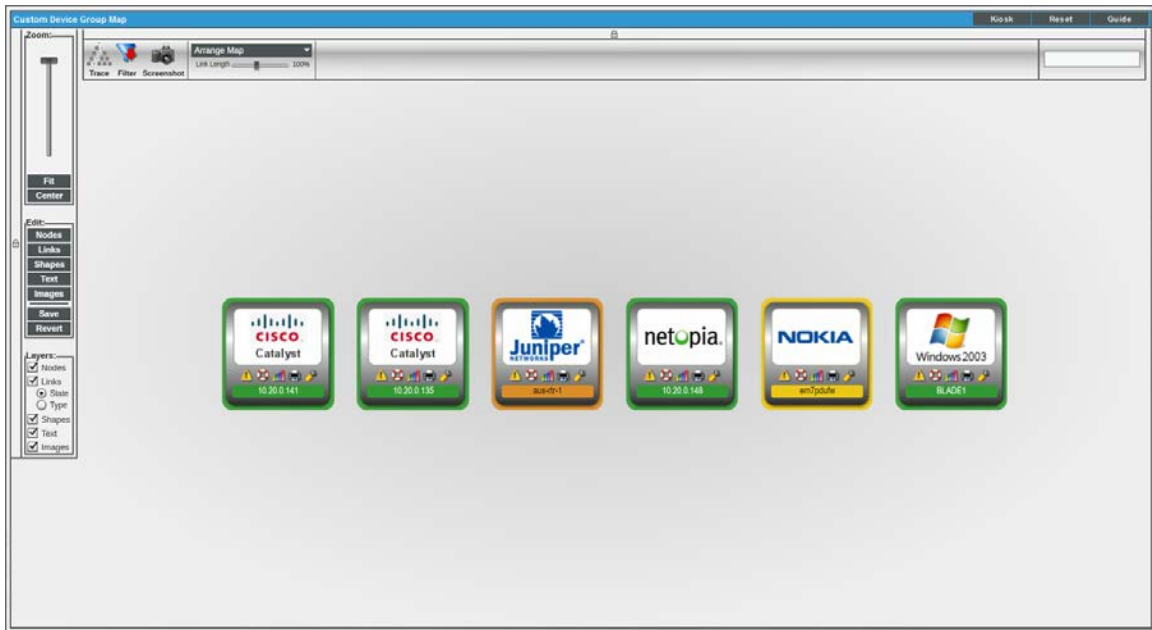 Custom Device Group Map
Kiosk
Reset
Guide
Zoom:
Trace
Filter
Screenshot
Arrange Map
Link Length
100%
Fit
Center
Edit:
Nodes
Links
Shapes
Text
Images
Save
Revert
Layers:
Nodes
Links
State
Type
Shapes
Text
Images
CISCO
Catalyst
10.20.0.141
CISCO
Catalyst
10.20.0.135
Juniper
NETWORKS
aus-rtr-1
netopia.
10.20.0.148
NOKIA
em7pdufw
Windows 2003
BLADE1